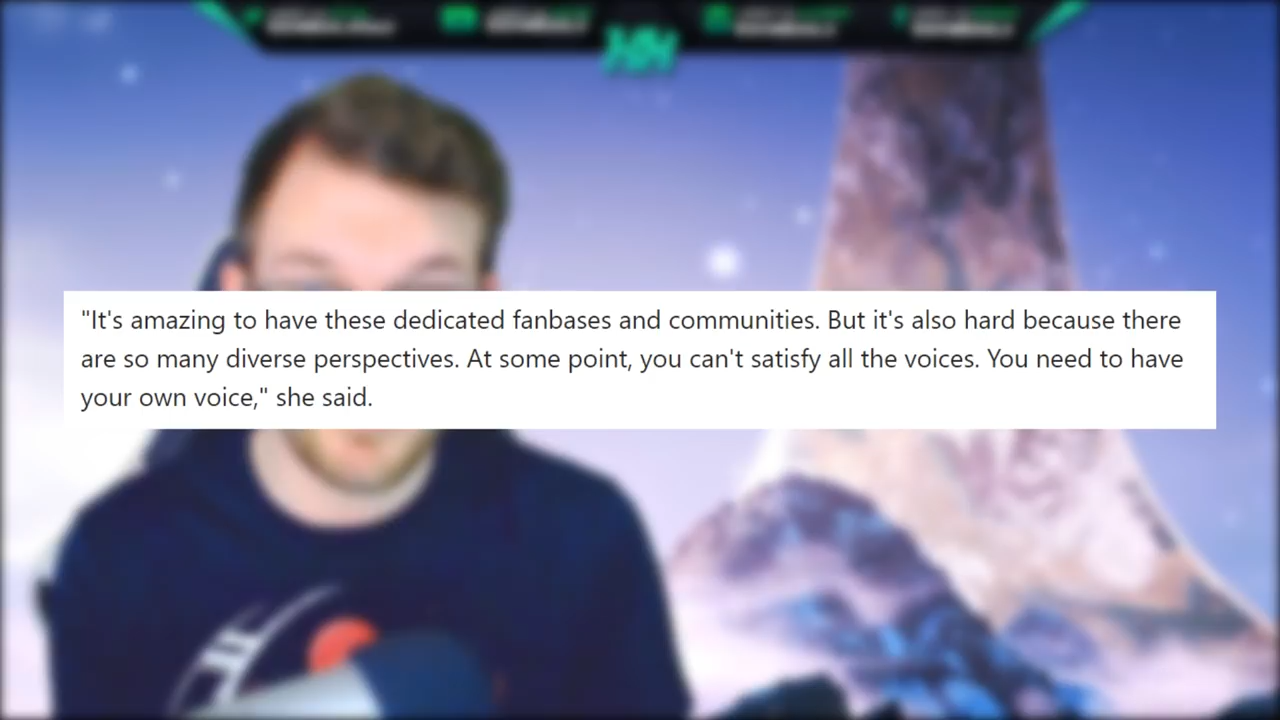 HH
"It's amazing to have these dedicated fanbases and communities. But it's also hard because there
are so many diverse perspectives. At some point, you can't satisfy all the voices. You need to have
your own voice," she said.